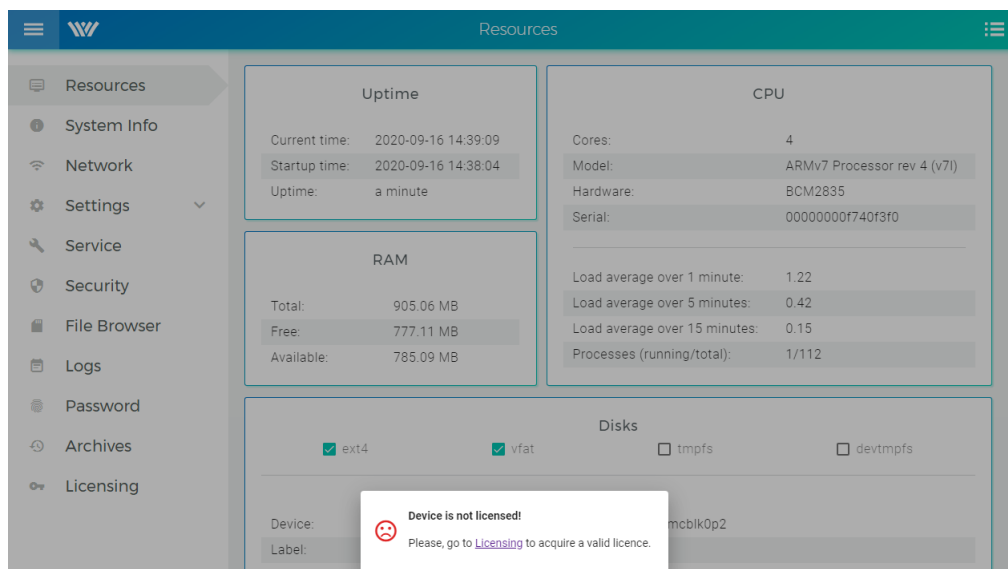 Resources
Resources
System Info
Network
Settings
Service
Security
File Browser
Logs
Password
Archives
Licensing
Uptime
Current time: 2020-09-16 14:39:09
Startup time: 2020-09-16 14:38:04
Uptime: a minute
RAM
Total: 905.06 MB
Free: 777.11 MB
Available: 785.09 MB
CPU
Cores: 4
Model: ARMv7 Processor rev 4 (v7l)
Hardware: BCM2835
Serial: 00000000f740f3f0
Load average over 1 minute: 1.22
Load average over 5 minutes: 0.42
Load average over 15 minutes: 0.15
Processes (running/total): 1/112
Disks
ext4 vfat tmpfs devtmpfs
Device: mcblk0p2
Label:
Device is not licensed!
Please, go to Licensing to acquire a valid licence.